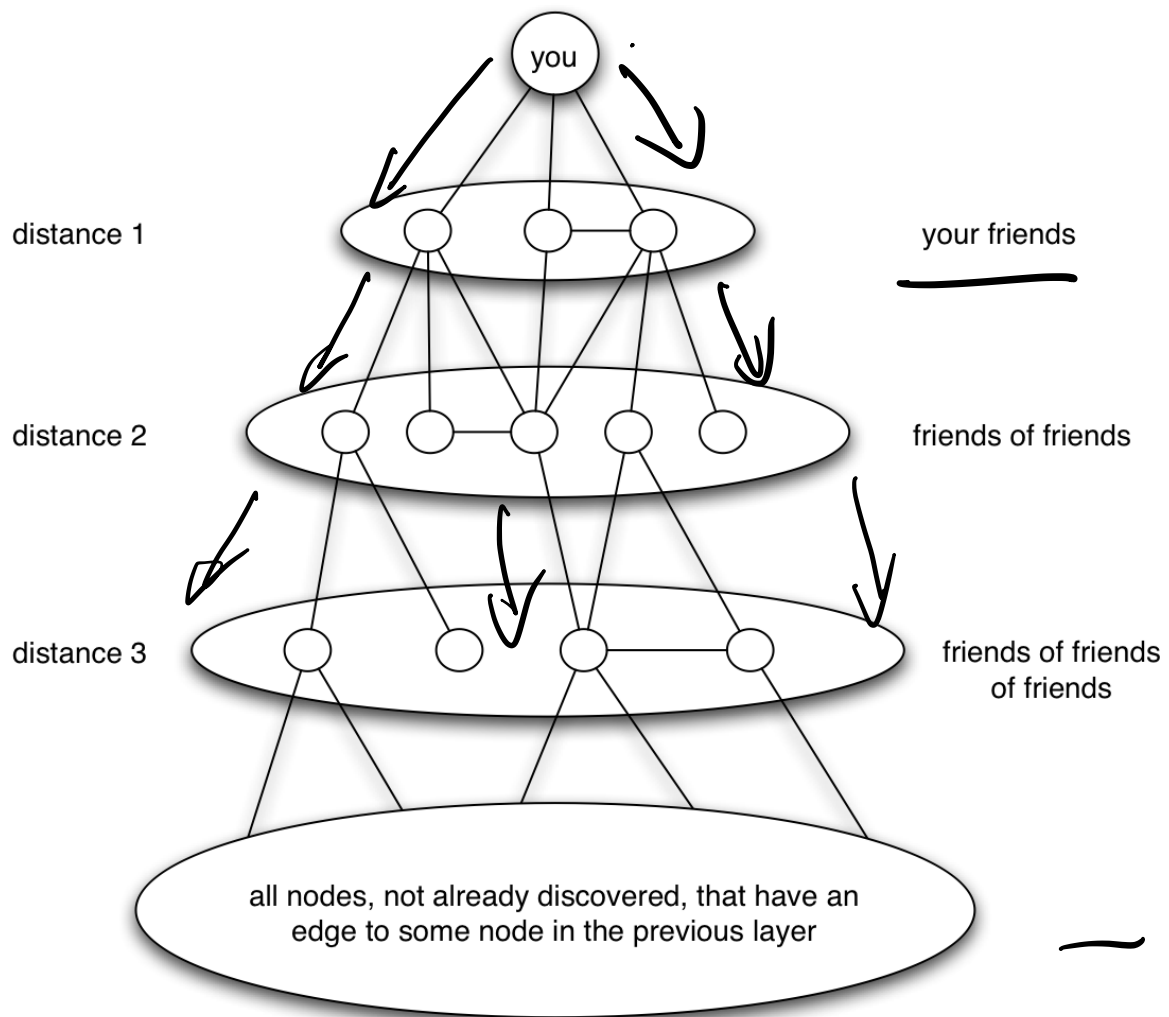 you
distance 1
your friends
distance 2
friends of friends
distance 3
friends of friends
of friends
all nodes, not already discovered, that have an
edge to some node in the previous layer